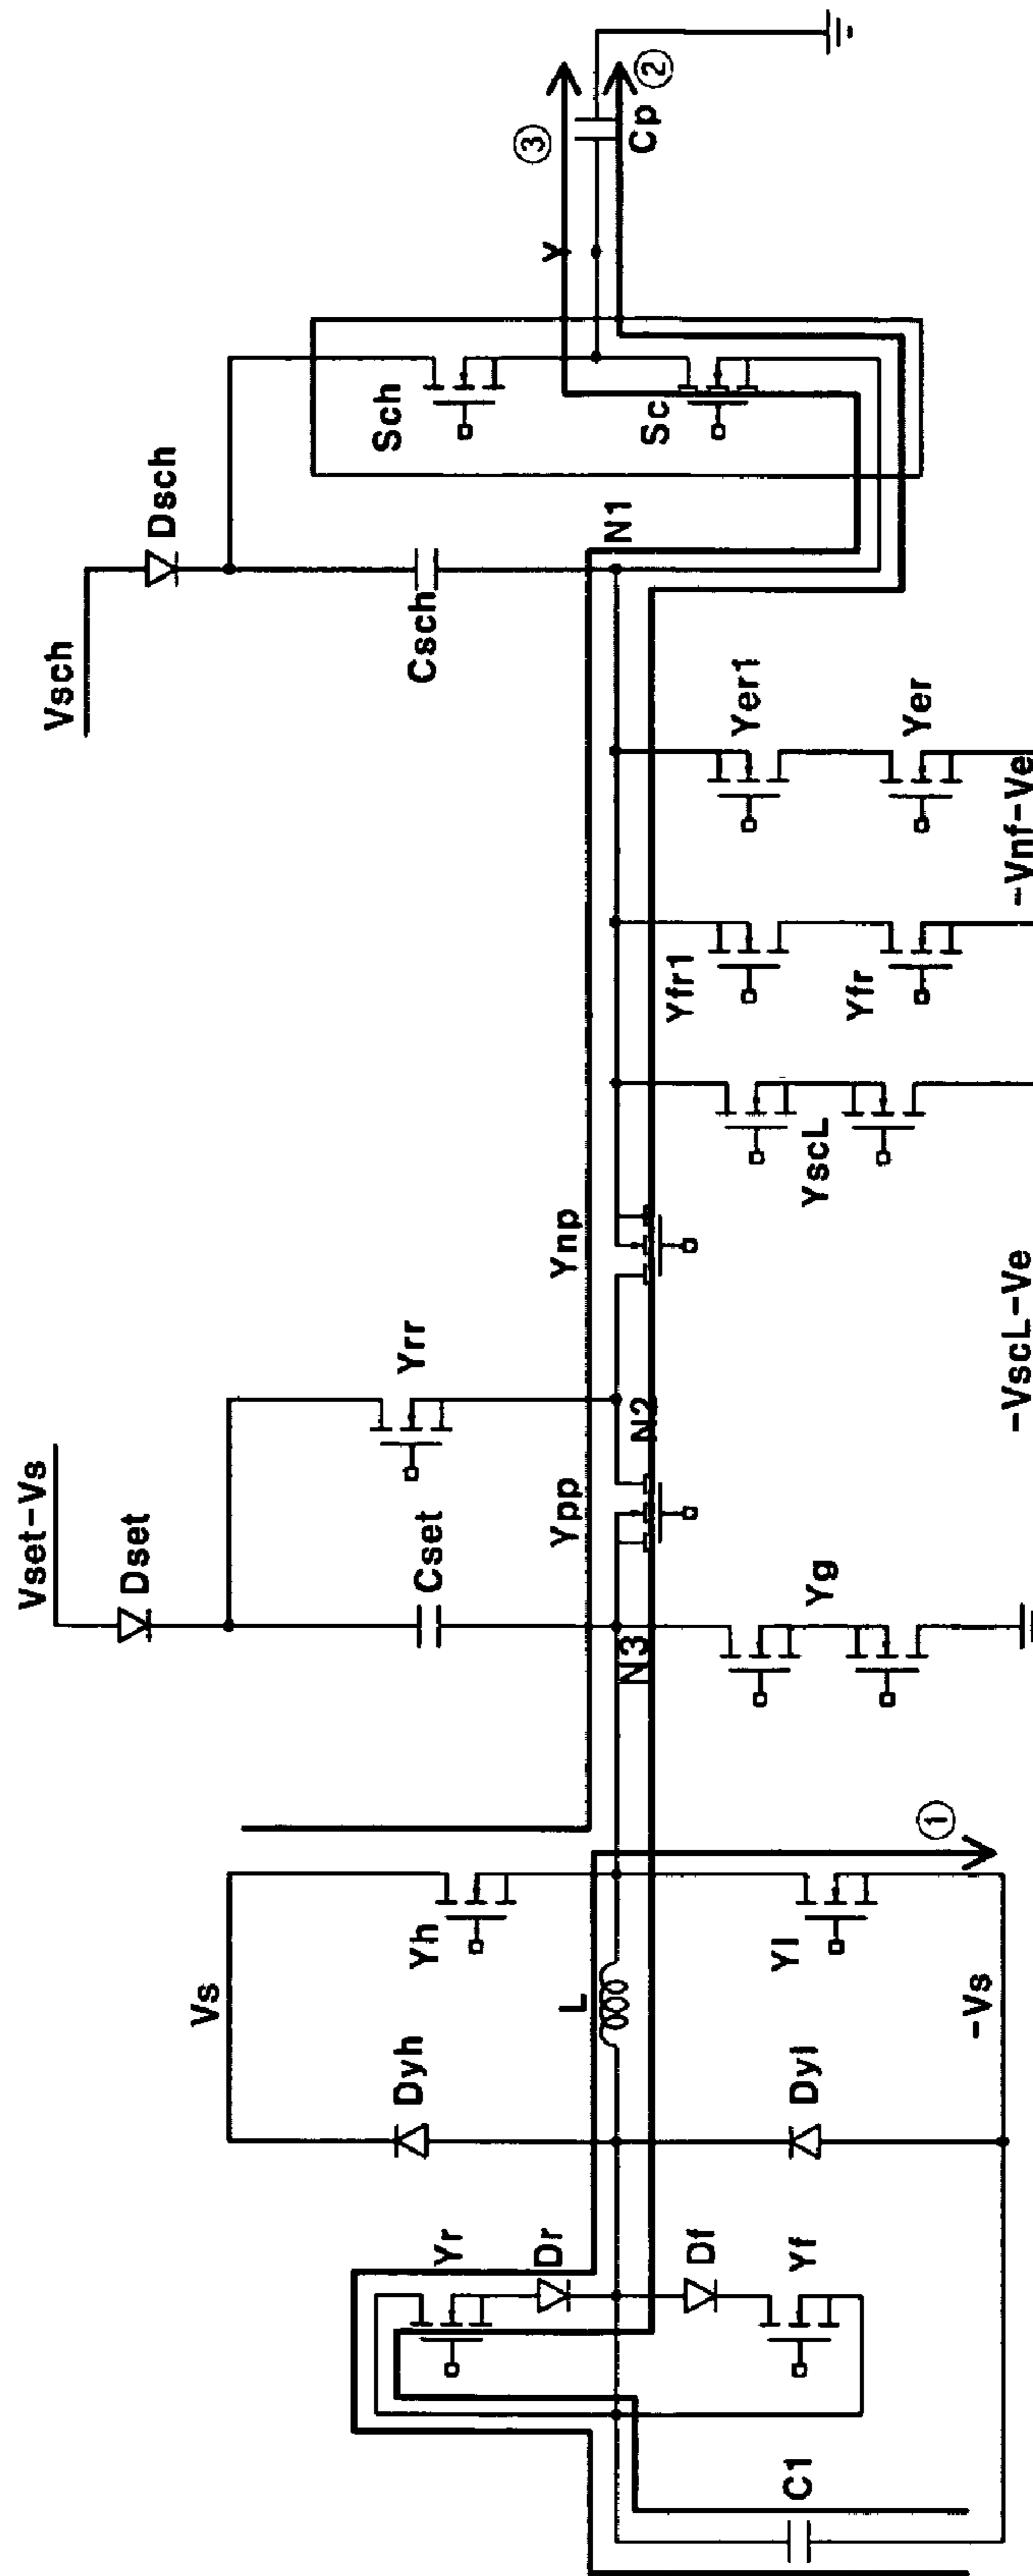 Vset-Vs
Vsch
Dset
Dsch
Vs
Dyh
Yh
Cset
Yrr
Csch
Sch
Yr
Dr
L
Ypp
Ynp
Y
③
N3
N2
N1
Sc
Cp
②
Df
Yfr1
Yer1
C1
Yf
Dyl
Yl
Yg
YscL
Yfr
Yer
①
-Vs
-VscL-Ve
-Vnf-Ve